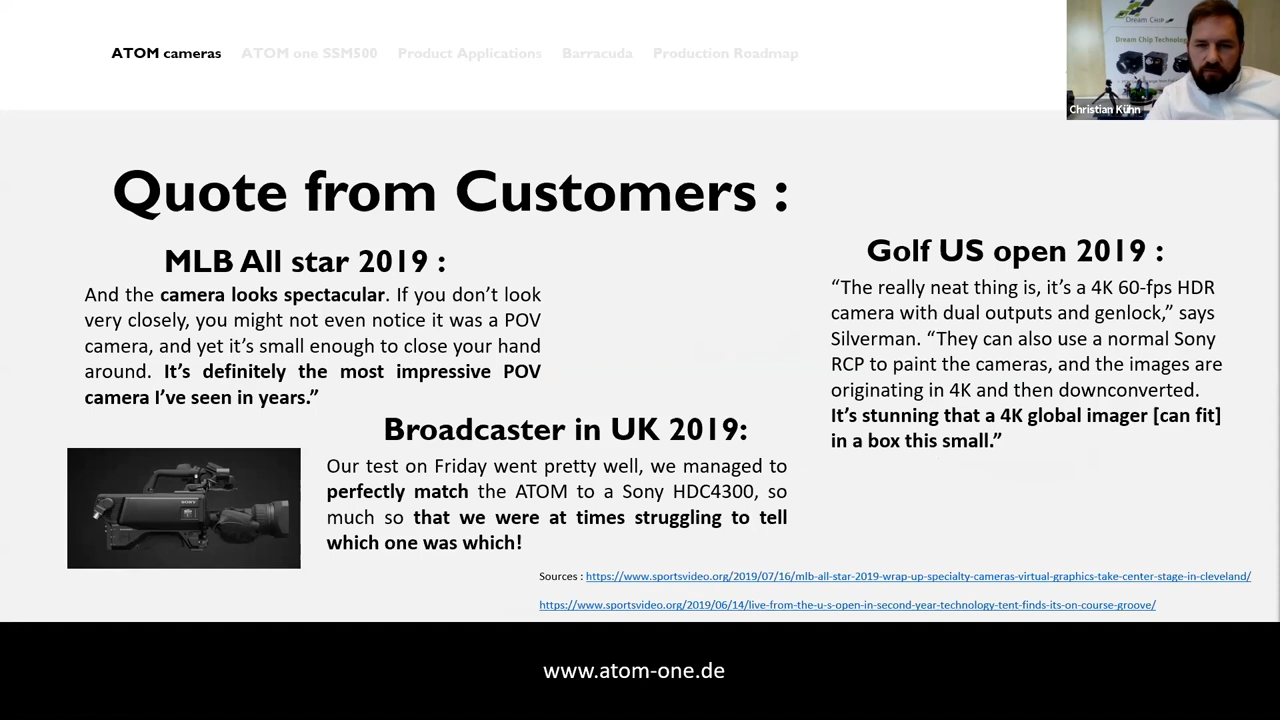 ATOM cameras ATOM one SSM500 Product Applications Barracuda Production Roadmap
Dream Chip
Dream Chip Technolog
Christian Kühn
Quote from Customers :
MLB All star 2019 :
And the camera looks spectacular. If you don’t look
very closely, you might not even notice it was a POV
camera, and yet it’s small enough to close your hand
around. It’s definitely the most impressive POV
camera I’ve seen in years.”
Golf US open 2019 :
“The really neat thing is, it’s a 4K 60-fps HDR
camera with dual outputs and genlock,” says
Silverman. “They can also use a normal Sony
RCP to paint the cameras, and the images are
originating in 4K and then downconverted.
It’s stunning that a 4K global imager [can fit]
in a box this small.”
Broadcaster in UK 2019:
Our test on Friday went pretty well, we managed to
perfectly match the ATOM to a Sony HDC4300, so
much so that we were at times struggling to tell
which one was which!
SONY
Sources : https://www.sportsvideo.org/2019/07/16/mlb-all-star-2019-wrap-up-specialty-cameras-virtual-graphics-take-center-stage-in-cleveland/
https://www.sportsvideo.org/2019/06/14/live-from-the-u-s-open-in-second-year-technology-tent-finds-its-on-course-groove/
www.atom-one.de